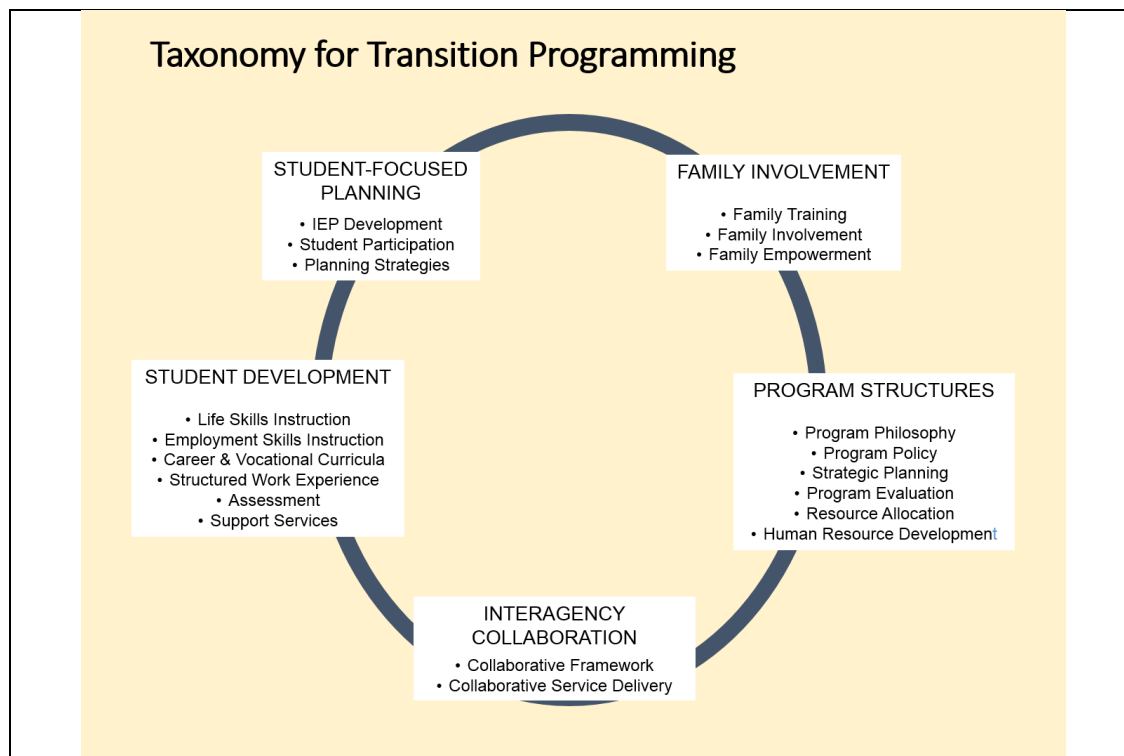 Taxonomy for Transition Programming
STUDENT-FOCUSED
PLANNING
• IEP Development
• Student Participation
• Planning Strategies
FAMILY INVOLVEMENT
• Family Training
• Family Involvement
• Family Empowerment
STUDENT DEVELOPMENT
• Life Skills Instruction
• Employment Skills Instruction
• Career & Vocational Curricula
• Structured Work Experience
• Assessment
• Support Services
PROGRAM STRUCTURES
• Program Philosophy
• Program Policy
• Strategic Planning
• Program Evaluation
• Resource Allocation
• Human Resource Development
INTERAGENCY
COLLABORATION
• Collaborative Framework
• Collaborative Service Delivery